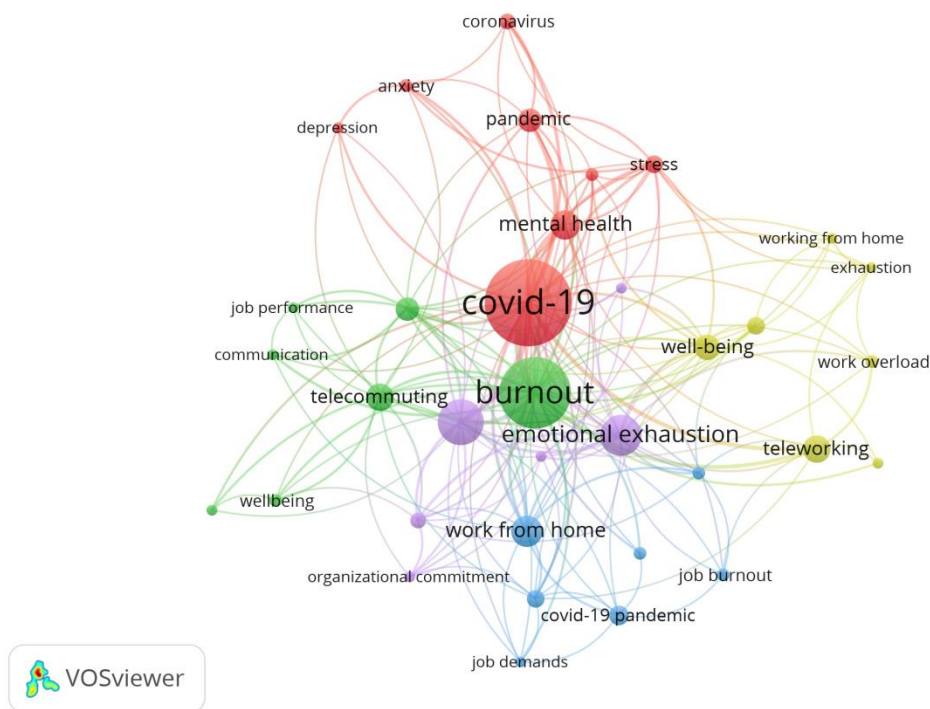 coronavirus
anxiety
pandemic
depression
stress
mental health
working from home
exhaustion
covid-19
job performance
well-being
communication
work overload
burnout
telecommuting
emotional exhaustion
teleworking
wellbeing
work from home
organizational commitment
job burnout
covid-19 pandemic
job demands
VOSviewer